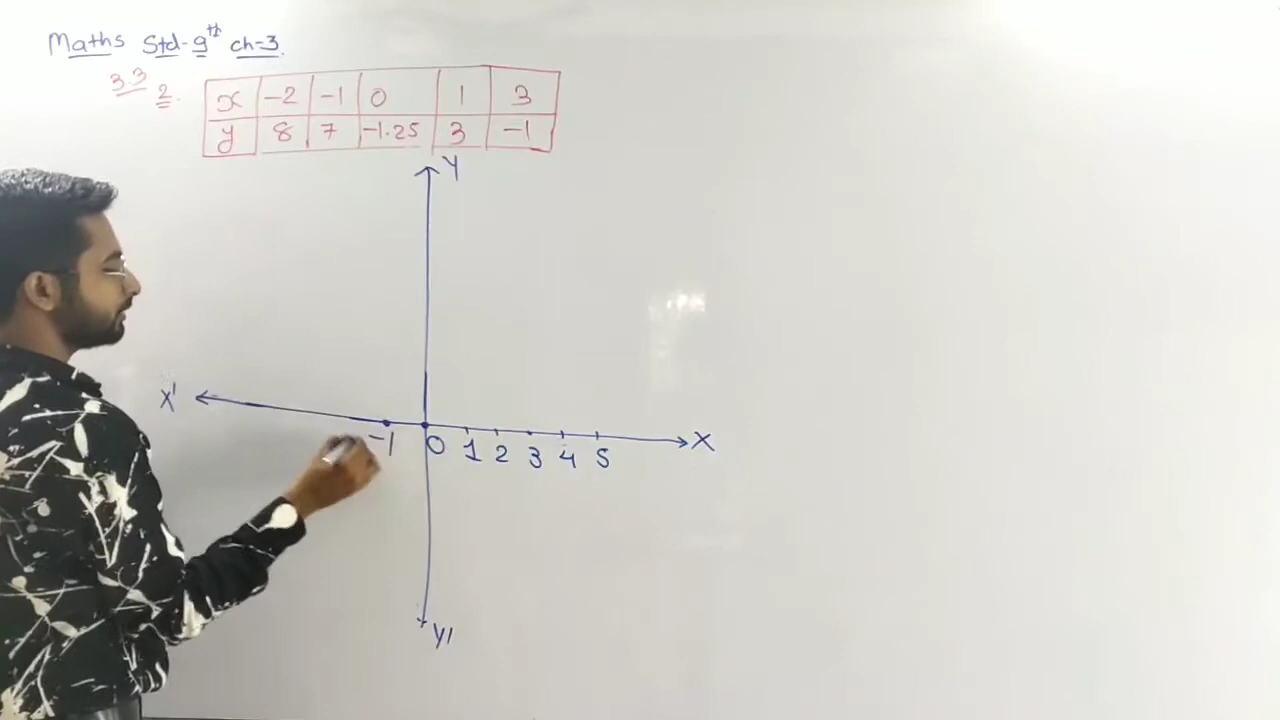 Maths Std-9th ch-3.
3.3 2.
x -2 -1 0 1 3
y 8 7 -1.25 3 -1
Y
X'
-1 0 1 2 3 4 5
X
Y'